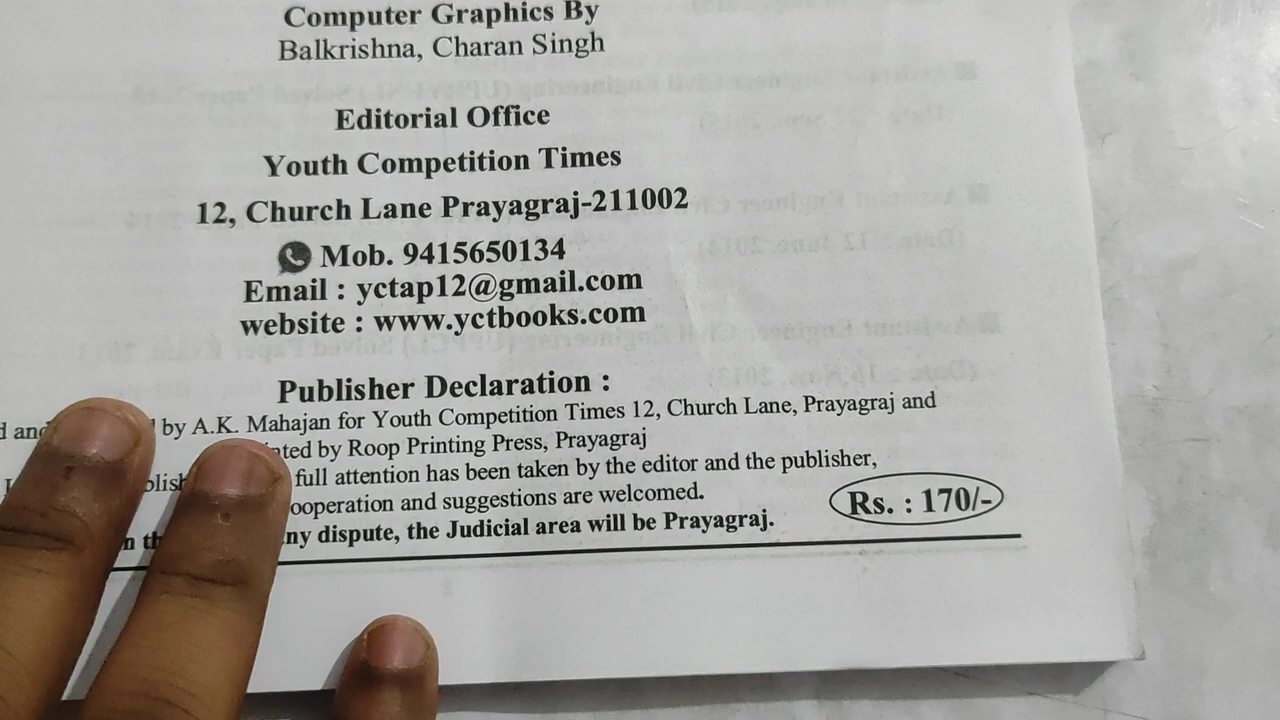 Computer Graphics By
Balkrishna, Charan Singh
Editorial Office
Youth Competition Times
12, Church Lane Prayagraj-211002
Mob. 9415650134
Email : yctap12@gmail.com
website : www.yctbooks.com
Publisher Declaration :
by A.K. Mahajan for Youth Competition Times 12, Church Lane, Prayagraj and
by Roop Printing Press, Prayagraj
full attention has been taken by the editor and the publisher,
and suggestions are welcomed.
dispute, the Judicial area will be Prayagraj.
Rs. : 170/-